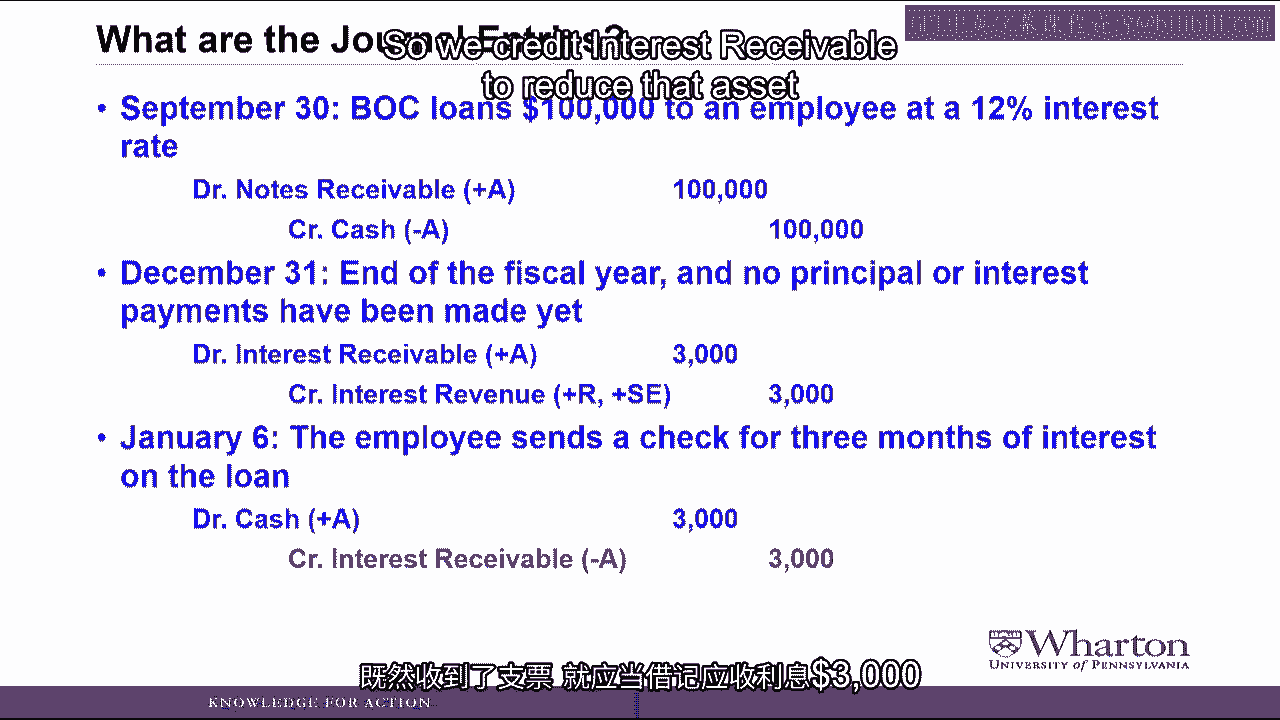 What are the Journal Entries?
So we credit Interest Receivable
to reduce that asset
• September 30: BOC loans $100,000 to an employee at a 12% interest
rate
Dr. Notes Receivable (+A) 100,000
Cr. Cash (-A) 100,000
• December 31: End of the fiscal year, and no principal or interest
payments have been made yet
Dr. Interest Receivable (+A) 3,000
Cr. Interest Revenue (+R, +SE) 3,000
• January 6: The employee sends a check for three months of interest
on the loan
Dr. Cash (+A) 3,000
Cr. Interest Receivable (-A) 3,000
Wharton
University of Pennsylvania
既然收到了支票 就应当借记应收利息$3,000
Knowledge for Action